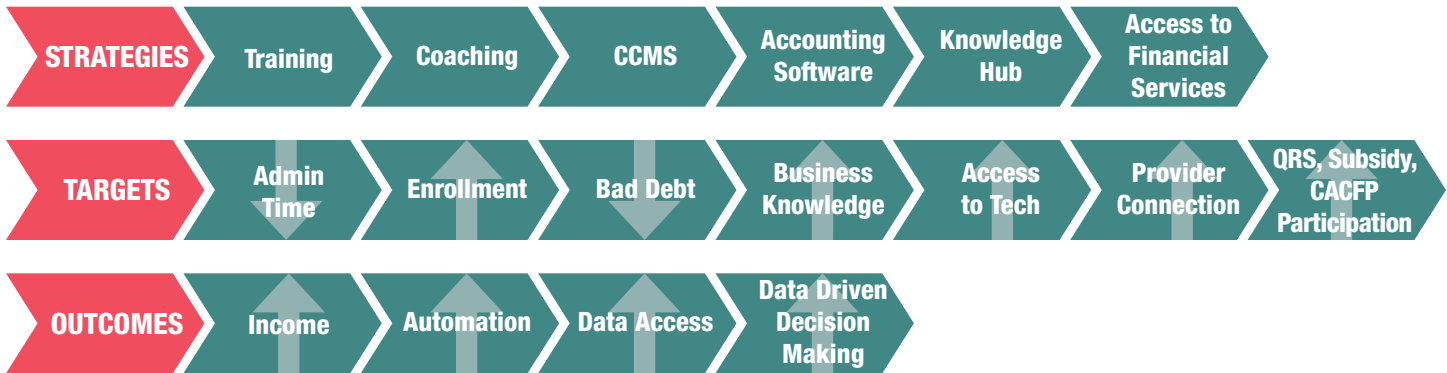 STRATEGIES
Training
Coaching
CCMS
Accounting
Software
Knowledge
Hub
Access to
Financial
Services
TARGETS
Admin
Time
Enrollment
Bad Debt
Business
Knowledge
Access
to Tech
Provider
Connection
QRS, Subsidy,
CACFP
Participation
OUTCOMES
Income
Automation
Data Access
Data Driven
Decision
Making